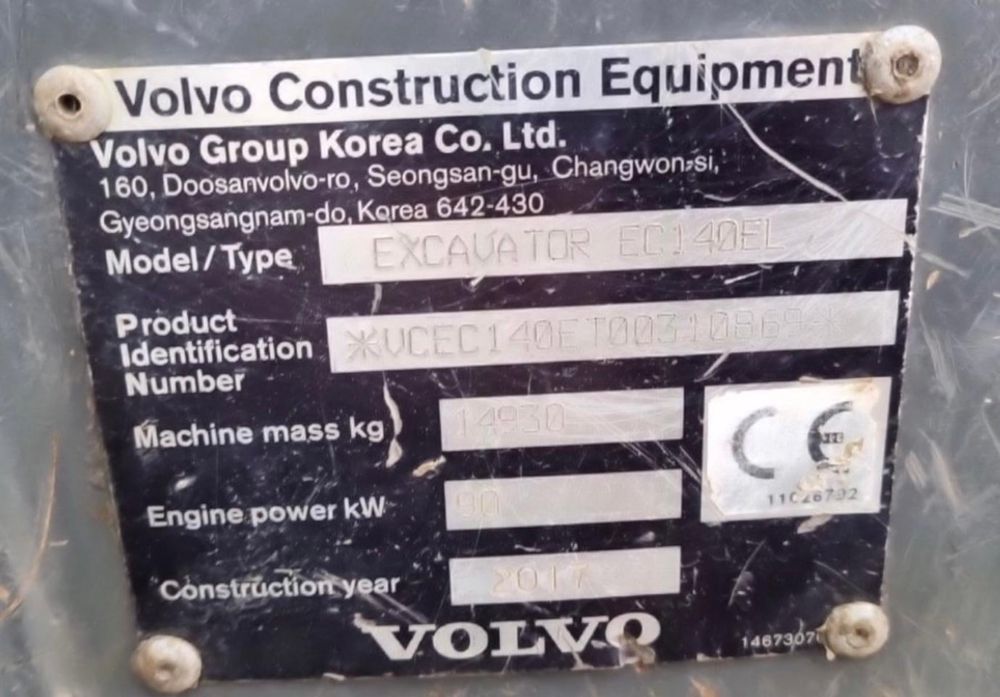 Volvo Construction Equipment
Volvo Group Korea Co. Ltd.
160, Doosanvolvo-ro, Seongsan-gu, Changwon-si,
Gyeongsangnam-do, Korea 642-430
Model/Type EXCAVATOR EC140EL
Product
Identification
Number
*VCEC140ET00310869*
Machine mass kg 14930
CE
11026792
Engine power kW 90
Construction year 2017
VOLVO